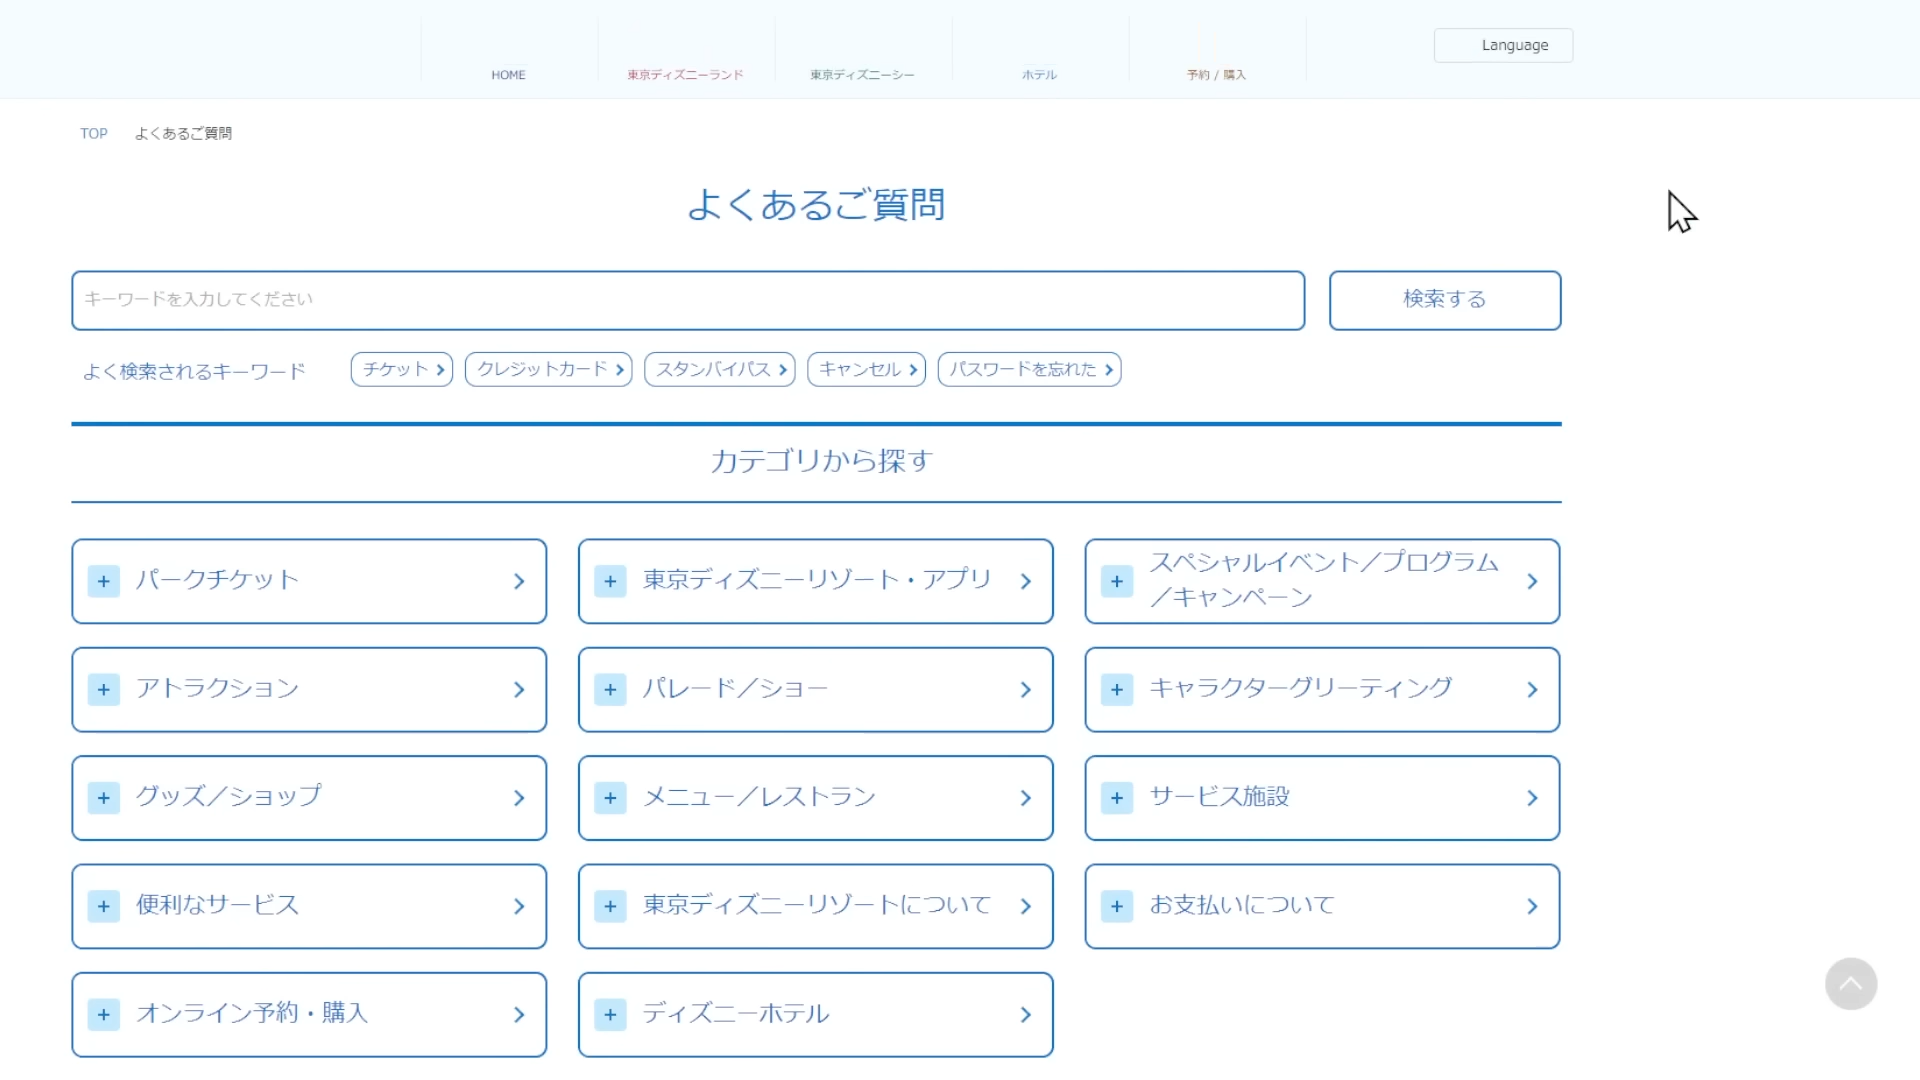 HOME
東京ディズニーランド
東京ディズニーシー
ホテル
予約 / 購入
Language
TOP
よくあるご質問
よくあるご質問
キーワードを入力してください
検索する
よく検索されるキーワード
チケット
クレジットカード
スタンバイパス
キャンセル
パスワードを忘れた
カテゴリから探す
パークチケット
東京ディズニーリゾート・アプリ
スペシャルイベント／プログラム
／キャンペーン
アトラクション
パレード／ショー
キャラクターグリーティング
グッズ／ショップ
メニュー／レストラン
サービス施設
便利なサービス
東京ディズニーリゾートについて
お支払いについて
オンライン予約・購入
ディズニーホテル